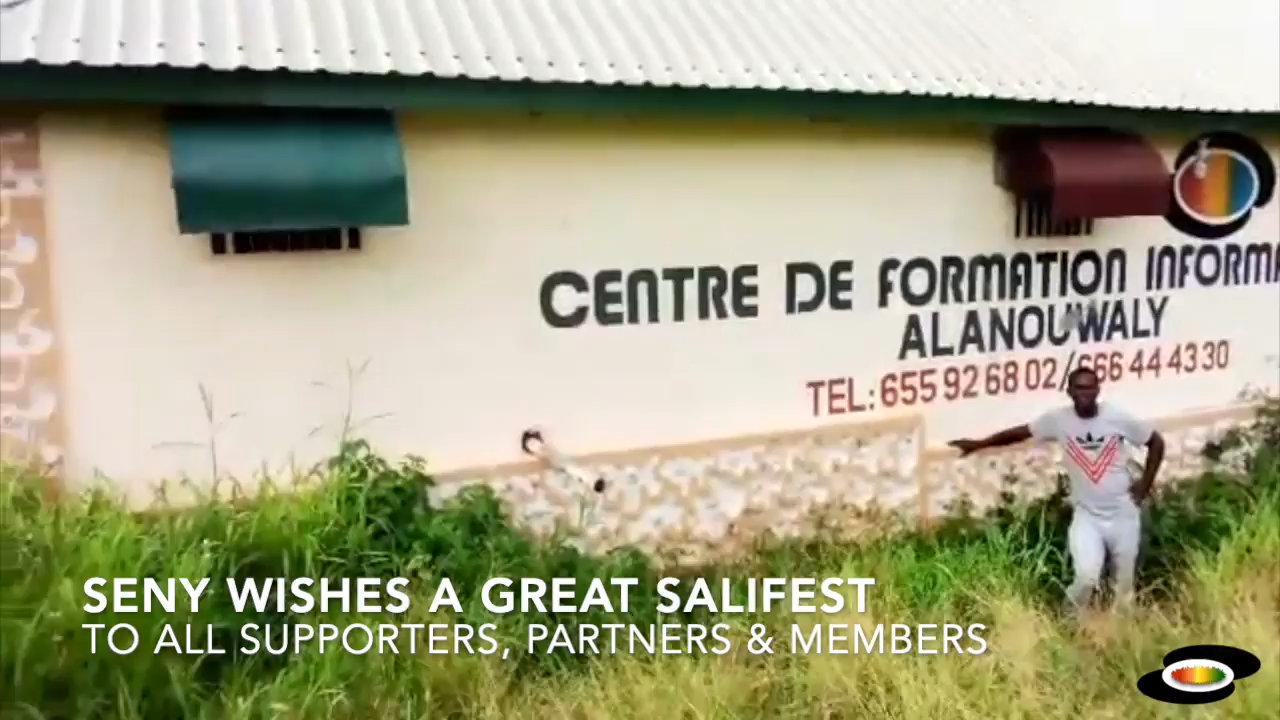 CENTRE DE FORMATION INFORMA
ALANOUWALY
TEL: 655 92 68 02/666 44 43 30
SENY WISHES A GREAT SALIFEST
TO ALL SUPPORTERS, PARTNERS & MEMBERS